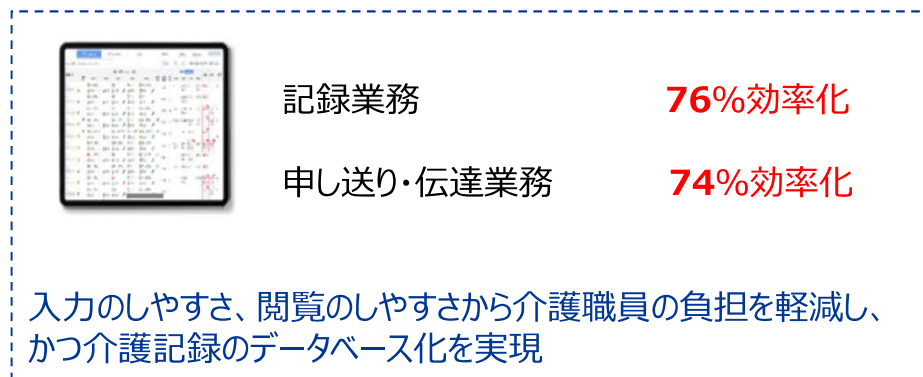 記録業務 76%効率化
申し送り・伝達業務 74%効率化
入力のしやすさ、閲覧のしやすさから介護職員の負担を軽減し、
かつ介護記録のデータベース化を実現